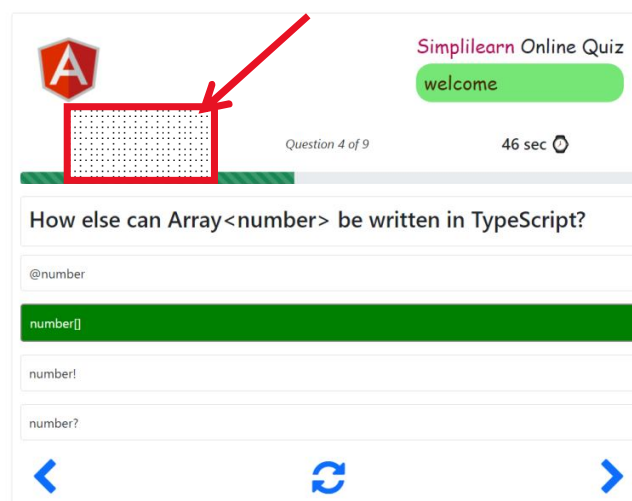 A
Simplilearn Online Quiz
welcome
Question 4 of 9
46 sec
How else can Array<number> be written in TypeScript?
@number
number[]
number!
number?